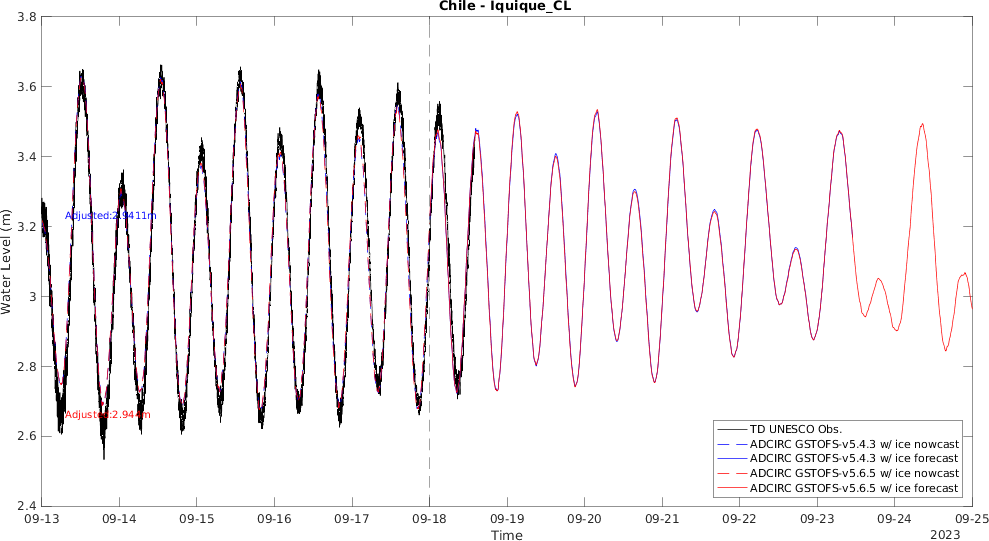 Chile - Iquique_CL
Water Level (m)
3.8
3.6
3.4
3.2
3
2.8
2.6
2.4
Adjusted:2.9411m
Adjusted:2.944m
TD UNESCO Obs.
ADCIRC GSTOFS-v5.4.3 w/ ice nowcast
ADCIRC GSTOFS-v5.4.3 w/ ice forecast
ADCIRC GSTOFS-v5.6.5 w/ ice nowcast
ADCIRC GSTOFS-v5.6.5 w/ ice forecast
09-13 09-14 09-15 09-16 09-17 09-18 09-19 09-20 09-21 09-22 09-23 09-24 09-25
Time
2023